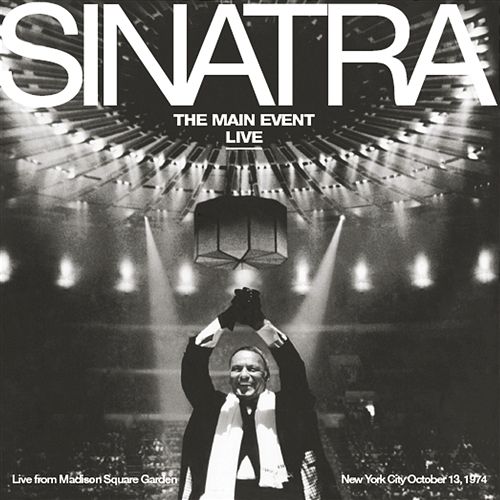 SINATRA
THE MAIN EVENT
LIVE
Live from Madison Square Garden
New York City October 13, 1974